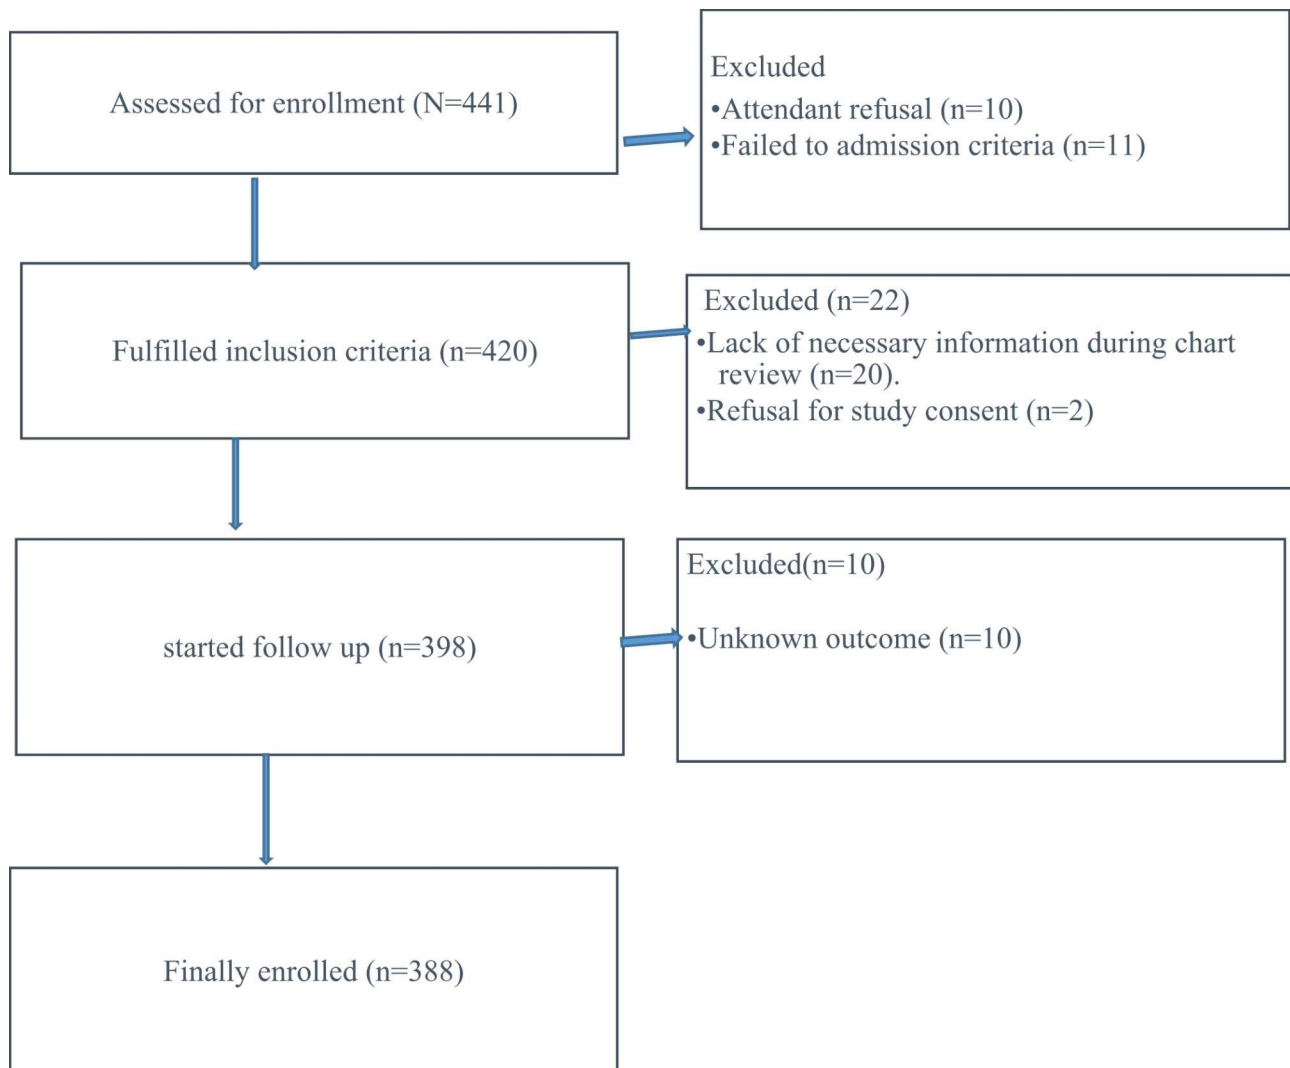 Assessed for enrollment (N=441)
Excluded
•Attendant refusal (n=10)
•Failed to admission criteria (n=11)
Fulfilled inclusion criteria (n=420)
Excluded (n=22)
•Lack of necessary information during chart
review (n=20).
•Refusal for study consent (n=2)
started follow up (n=398)
Excluded(n=10)
•Unknown outcome (n=10)
Finally enrolled (n=388)